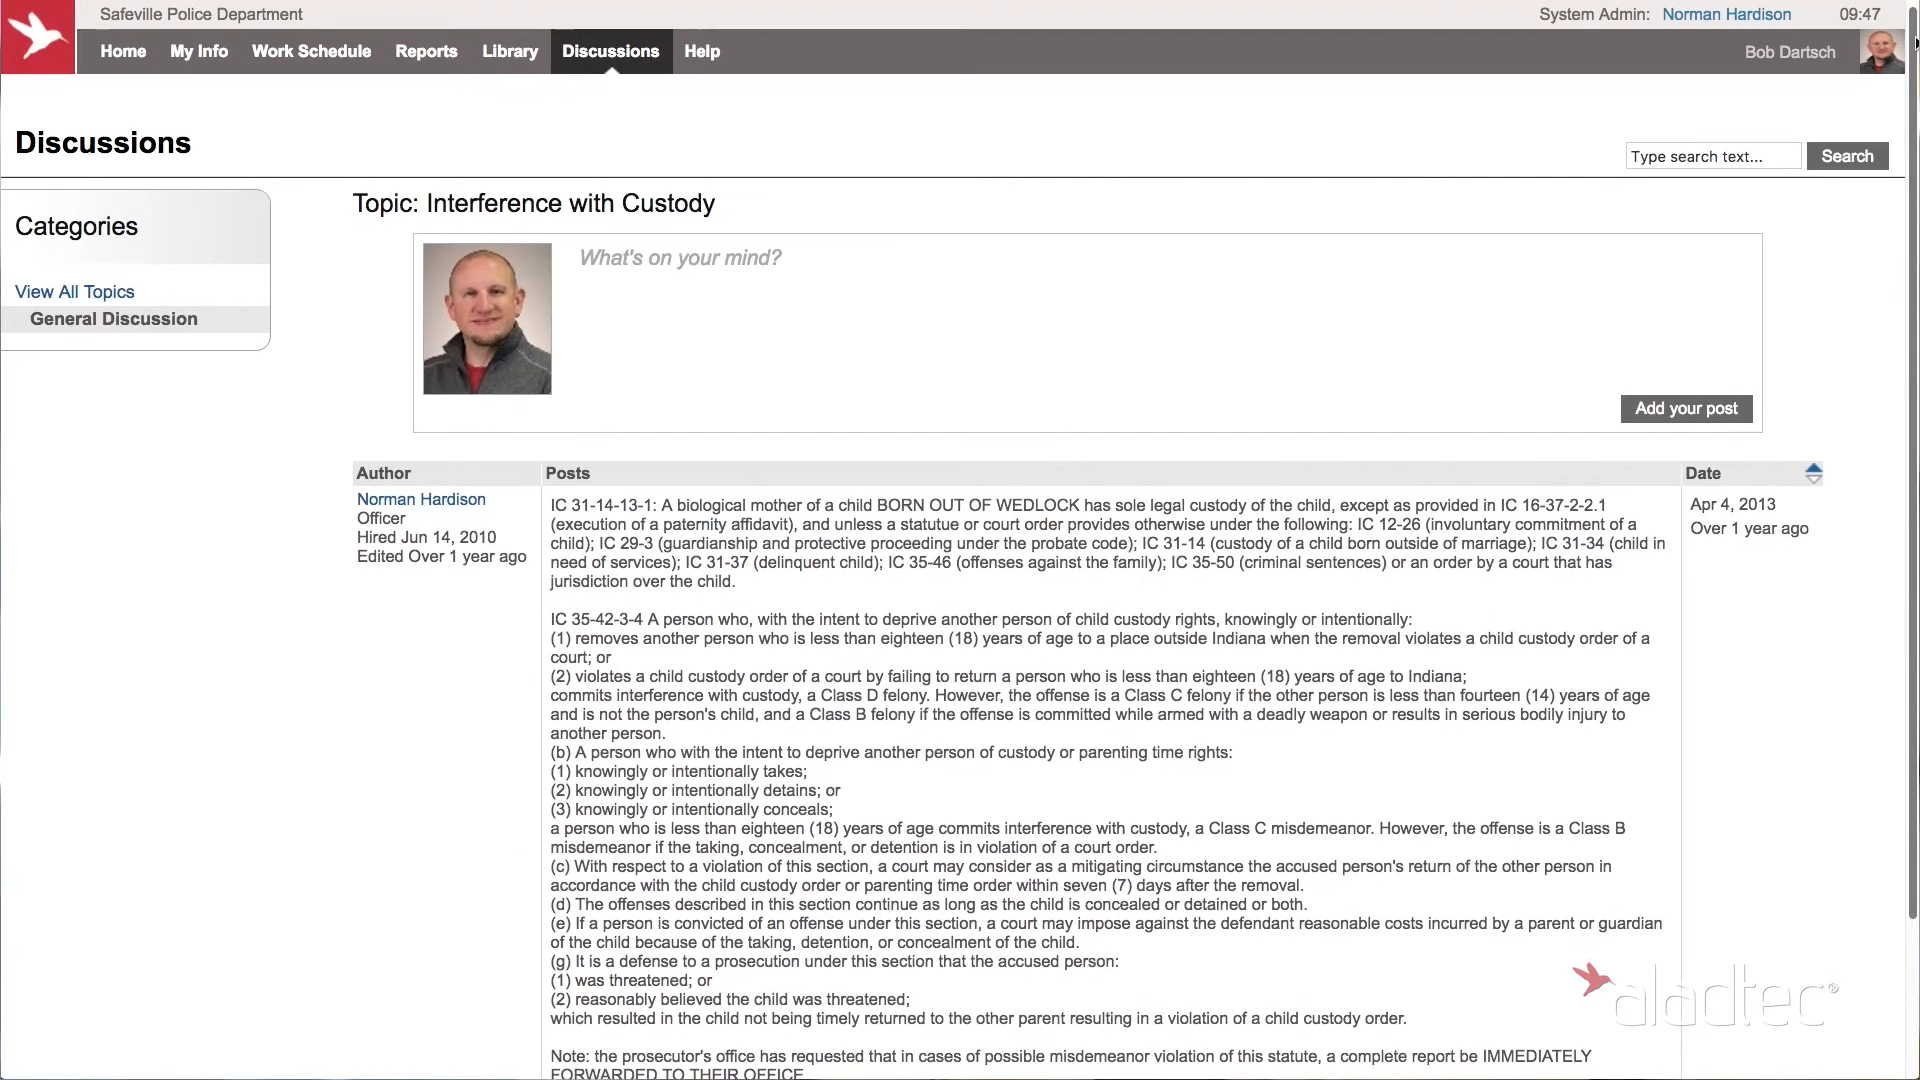 Safeville Police Department
System Admin: Norman Hardison 09:47
Home My Info Work Schedule Reports Library Discussions Help
Bob Dartsch
Discussions
Type search text...
Search
Categories
View All Topics
General Discussion
Topic: Interference with Custody
What's on your mind?
Add your post
Author Posts Date
Norman Hardison
Officer
Hired Jun 14, 2010
Edited Over 1 year ago
IC 31-14-13-1: A biological mother of a child BORN OUT OF WEDLOCK has sole legal custody of the child, except as provided in IC 16-37-2-2.1
(execution of a paternity affidavit), and unless a statutue or court order provides otherwise under the following: IC 12-26 (involuntary commitment of a
child); IC 29-3 (guardianship and protective proceeding under the probate code); IC 31-14 (custody of a child born outside of marriage); IC 31-34 (child in
need of services); IC 31-37 (delinquent child); IC 35-46 (offenses against the family); IC 35-50 (criminal sentences) or an order by a court that has
jurisdiction over the child.
IC 35-42-3-4 A person who, with the intent to deprive another person of child custody rights, knowingly or intentionally:
(1) removes another person who is less than eighteen (18) years of age to a place outside Indiana when the removal violates a child custody order of a
court; or
(2) violates a child custody order of a court by failing to return a person who is less than eighteen (18) years of age to Indiana;
commits interference with custody, a Class D felony. However, the offense is a Class C felony if the other person is less than fourteen (14) years of age
and is not the person's child, and a Class B felony if the offense is committed while armed with a deadly weapon or results in serious bodily injury to
another person.
(b) A person who with the intent to deprive another person of custody or parenting time rights:
(1) knowingly or intentionally takes;
(2) knowingly or intentionally detains; or
(3) knowingly or intentionally conceals;
a person who is less than eighteen (18) years of age commits interference with custody, a Class C misdemeanor. However, the offense is a Class B
misdemeanor if the taking, concealment, or detention is in violation of a court order.
(c) With respect to a violation of this section, a court may consider as a mitigating circumstance the accused person's return of the other person in
accordance with the child custody order or parenting time order within seven (7) days after the removal.
(d) The offenses described in this section continue as long as the child is concealed or detained or both.
(e) If a person is convicted of an offense under this section, a court may impose against the defendant reasonable costs incurred by a parent or guardian
of the child because of the taking, detention, or concealment of the child.
(g) It is a defense to a prosecution under this section that the accused person:
(1) was threatened; or
(2) reasonably believed the child was threatened;
which resulted in the child not being timely returned to the other parent resulting in a violation of a child custody order.
Note: the prosecutor's office has requested that in cases of possible misdemeanor violation of this statute, a complete report be IMMEDIATELY
FORWARDED TO THEIR OFFICE
Apr 4, 2013
Over 1 year ago
aladtec®